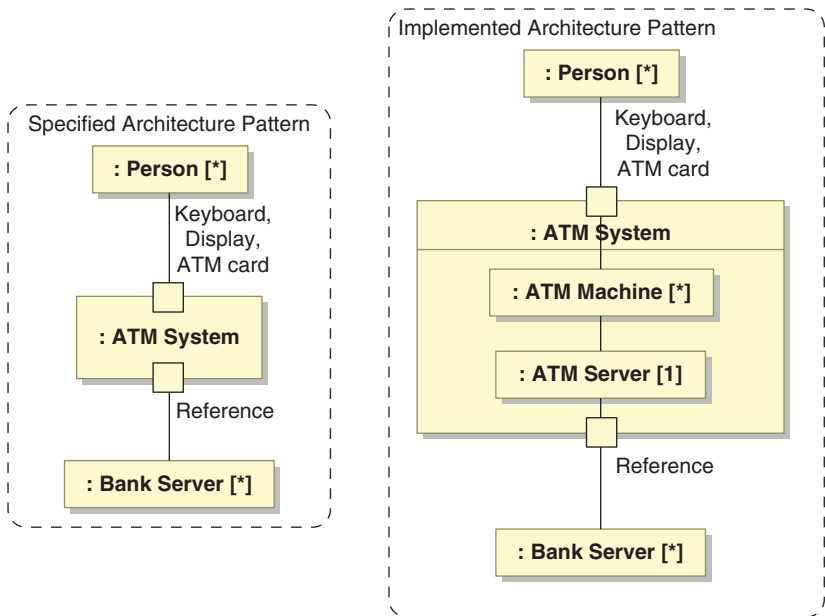 Specified Architecture Pattern
: Person [*]
Keyboard,
Display,
ATM card
: ATM System
Reference
: Bank Server [*]
Implemented Architecture Pattern
: Person [*]
Keyboard,
Display,
ATM card
: ATM System
: ATM Machine [*]
: ATM Server [1]
Reference
: Bank Server [*]